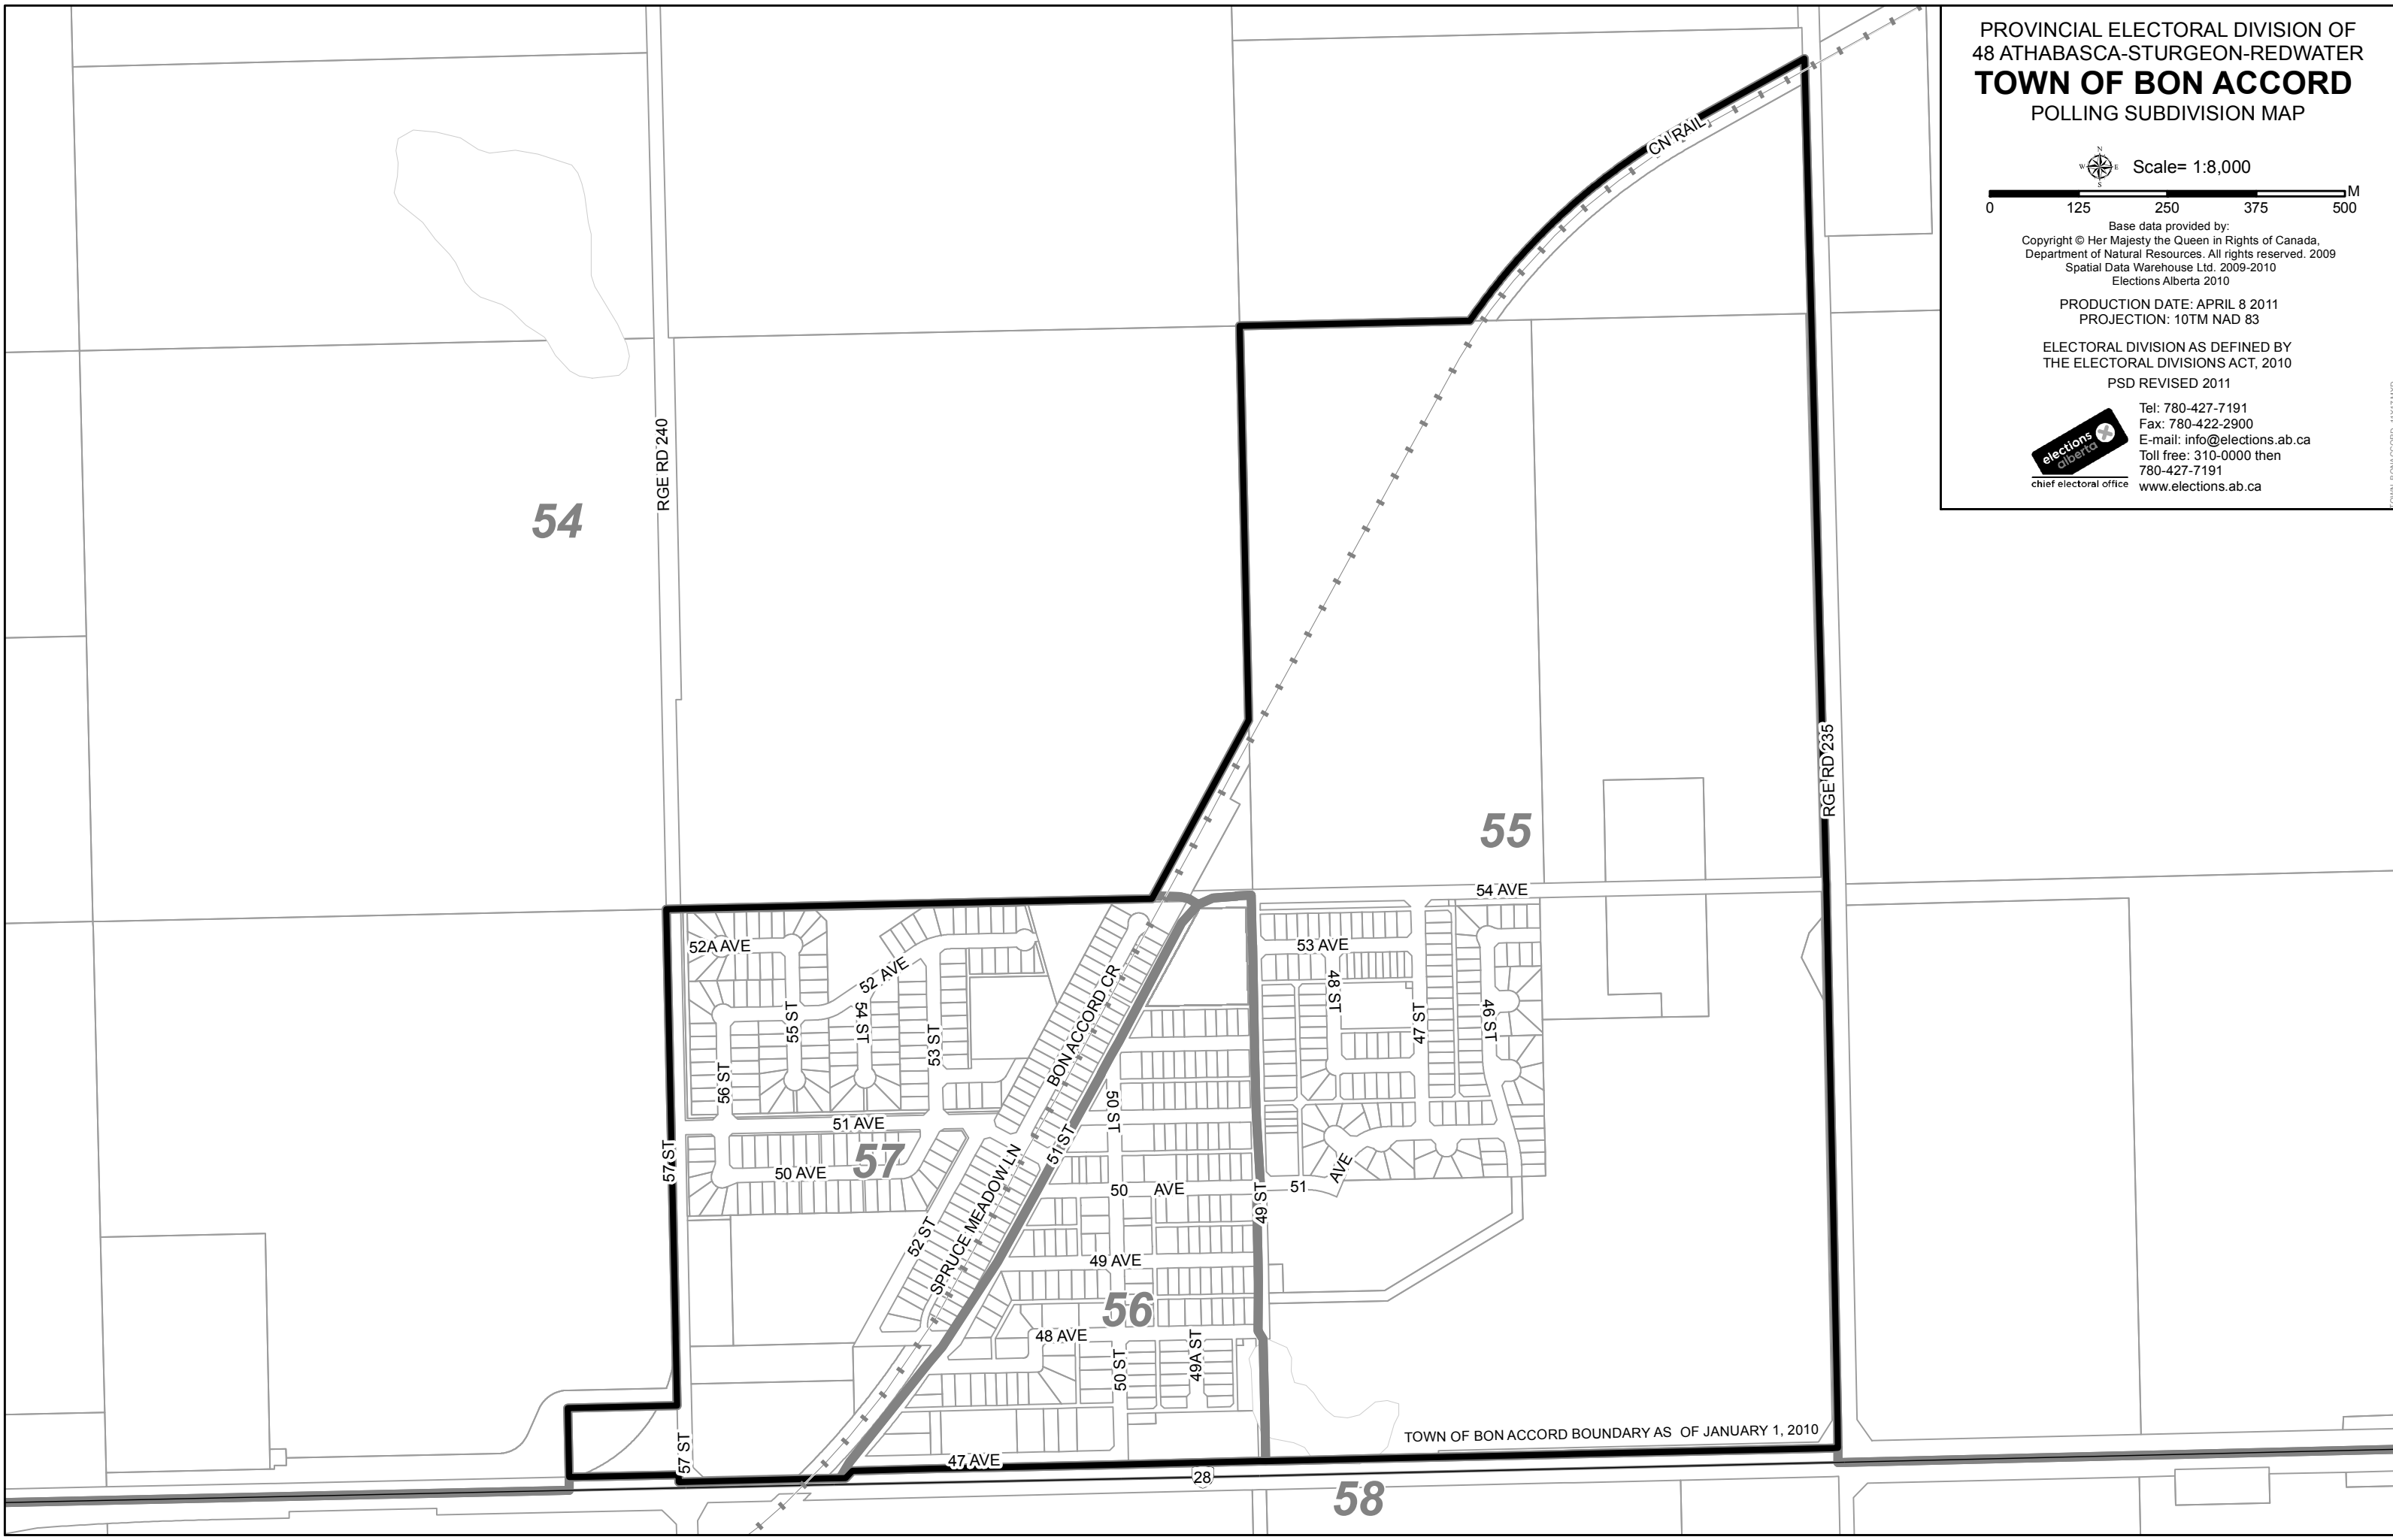 PROVINCIAL ELECTORAL DIVISION OF
48 ATHABASCA-STURGEON-REDWATER
TOWN OF BON ACCORD
POLLING SUBDIVISION MAP
N
W E
S
Scale= 1:8,000
M
0 125 250 375 500
Base data provided by:
Copyright © Her Majesty the Queen in Rights of Canada,
Department of Natural Resources. All rights reserved. 2009
Spatial Data Warehouse Ltd. 2009-2010
Elections Alberta 2010
PRODUCTION DATE: APRIL 8 2011
PROJECTION: 10TM NAD 83
ELECTORAL DIVISION AS DEFINED BY
THE ELECTORAL DIVISIONS ACT, 2010
PSD REVISED 2011
elections
alberta
chief electoral office
Tel: 780-427-7191
Fax: 780-422-2900
E-mail: info@elections.ab.ca
Toll free: 310-0000 then
780-427-7191
www.elections.ab.ca
CN RAIL
RGE RD 240
54
RGE RD 235
55
54 AVE
52A AVE
52 AVE
53 AVE
55 ST
54 ST
53 ST
56 ST
BON ACCORD CR
48 ST
47 ST
46 ST
50 ST
51 AVE
57
57 ST
50 AVE
51 ST
SPRUCE MEADOW LN
52 ST
50 AVE
49 ST
51 AVE
49 AVE
56
48 AVE
50 ST
49A ST
57 ST
47 AVE
TOWN OF BON ACCORD BOUNDARY AS OF JANUARY 1, 2010
28
58